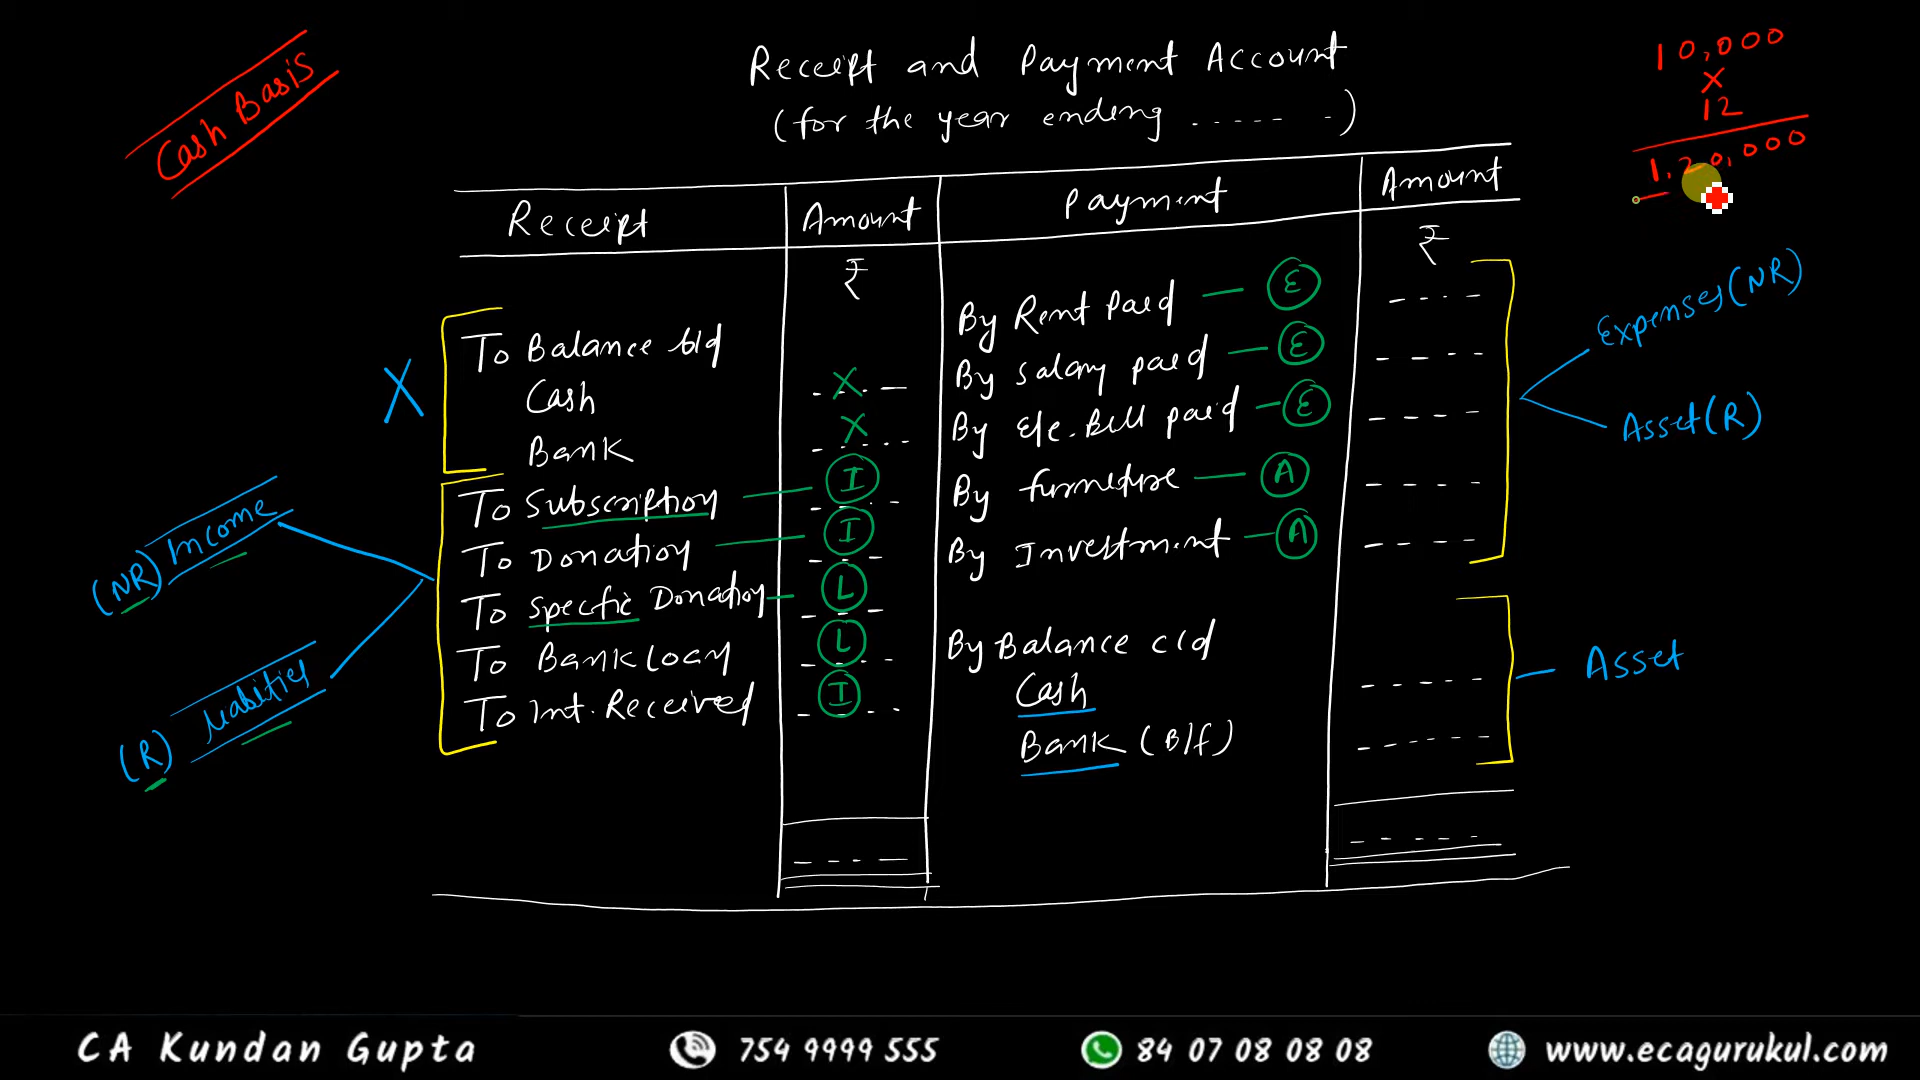 Cash Basis
Receipt and Payment Account
(for the year ending ..... .)
10,000
X
12
1,20,000
Receipt Amount Payment Amount
₹ ₹
To Balance b/d
Cash X
Bank X
To Subscription I
To Donation I
To Specfic Donation L
To Bank Loan L
To Int. Received I
By Rent Paid E
By Salary paid E
By Ele. Bill paid E
By furniture A
By Investment A
By Balance c/d
Cash
Bank (B/f)
X
(NR) Income
(R) Liabilities
Expenses (NR)
Asset (R)
Asset
CA Kundan Gupta 754 9999 555 84 07 08 08 08 www.ecagurukul.com